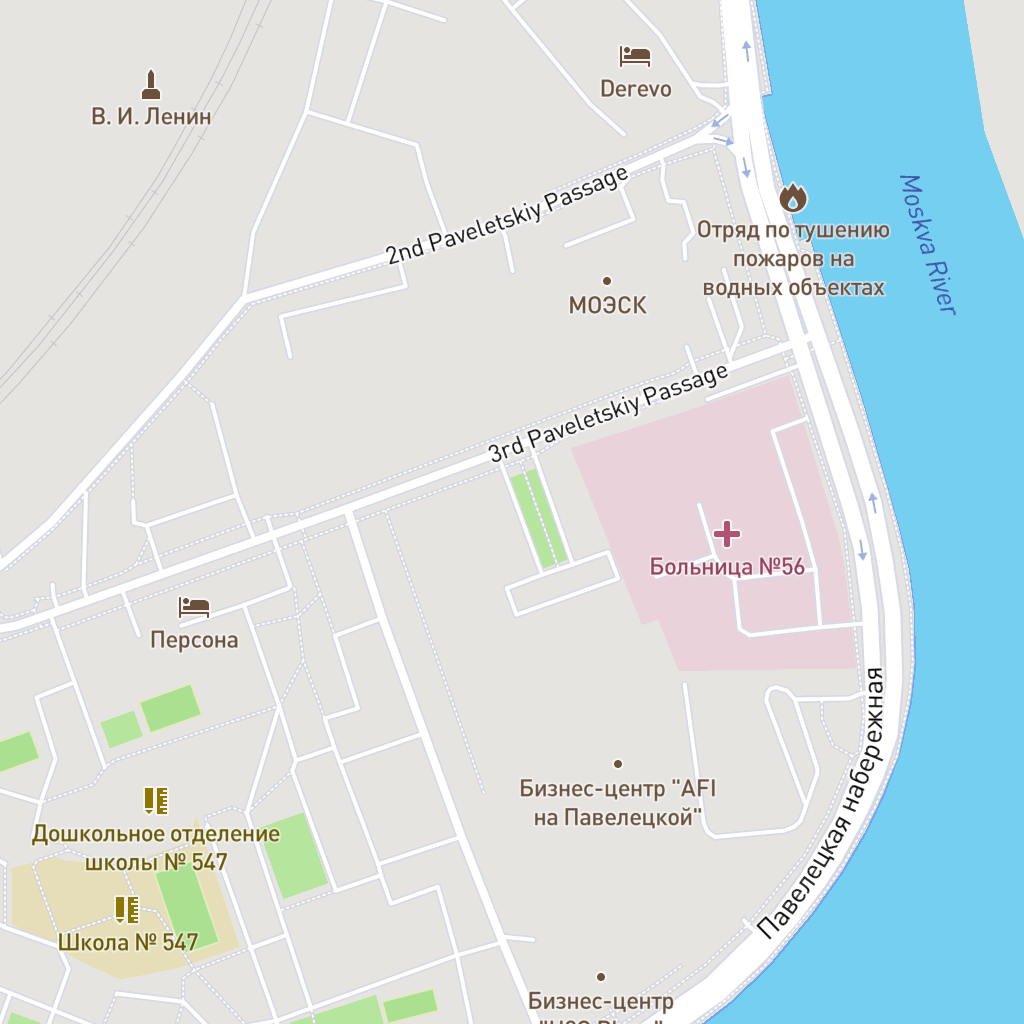 Derevo
В. И. Ленин
2nd Paveletskiy Passage
Moskva River
Отряд по тушению
пожаров на
водных объектах
МОЭСК
3rd Paveletskiy Passage
Больница №56
Персона
Павелецкая набережная
Бизнес-центр "AFI
на Павелецкой"
Дошкольное отделение
школы № 547
Школа № 547
Бизнес-центр